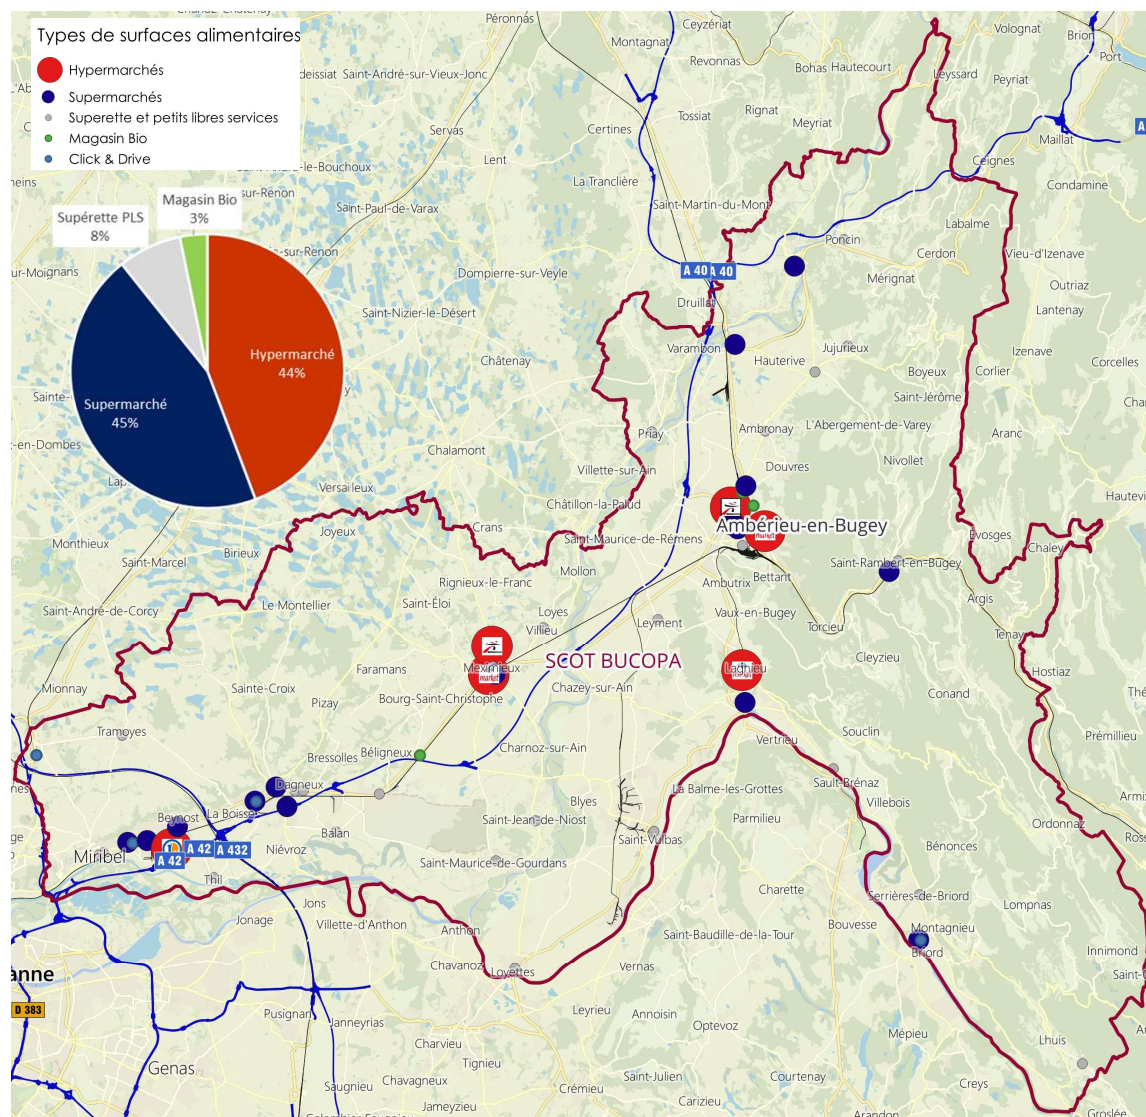 Types de surfaces alimentaires
Hypermarchés
Supermarchés
Superette et petits libres services
Magasin Bio
Click & Drive
Magasin Bio
3%
Supérette PLS
8%
Hypermarché
44%
Supermarché
45%
Péronnas
Ceyzériat
Montagnat
Revonnas
Bohas
Hautecourt
Volognat
Brion
Port
Leyssard
Peyriat
Saint-André-sur-Vieux-Jonc
Servas
Certines
Tossiat
Rignat
Meyriat
Maillat
Lent
La Tranclière
Ceignes
Condamine
Saint-Paul-de-Varax
Saint-Martin-du-Mont
Labalme
Poncin
Cerdon
Vieu-d'Izenave
A 40
A 40
Dompierre-sur-Veyle
Mérignat
Outriaz
Druillat
Lantenay
Saint-Nizier-le-Désert
Varambon
Jujurieux
Hauterive
Izenave
Corcelles
Châtenay
Boyeux
Corlier
Saint-Jérôme
L'Abergement-de-Varey
Aranc
Priay
Ambronay
Chalamont
Villette-sur-Ain
Douvres
Nivollet
Versailleux
Châtillon-la-Palud
Joyeux
Crans
Ambérieu-en-Bugey
Saint-Maurice-de-Rémens
Evosges
Chaley
Monthieux
Birieux
Saint-Marcel
Mollon
Rignieux-le-Franc
Saint-Rambert-en-Bugey
Ambutrix
Bettant
Argis
Saint-André-de-Corcy
Le Montellier
Saint-Éloi
Loyes
Villieu
Leyment
Vaux-en-Bugey
Torcieu
Tenay
Cleyzieu
SCOT BUCOPA
Faramans
Meximieux
market
Lagnieu
Hostiaz
Mionnay
Sainte-Croix
Bourg-Saint-Christophe
Chazey-sur-Ain
Conand
Pizay
Tramoyes
Souclin
Prémilieu
Bressolles
Béligneux
Charnoz-sur-Ain
Vertrieu
Dagneux
La Balme-les-Grottes
Sault-Brénaz
Villebois
Beynost
La Boisse
Blyes
Parmilieu
Ordonnaz
Balan
Saint-Jean-de-Niost
Saint-Vulbas
Bénonces
Miribel
A 42
A 42
A 432
Niévroz
Saint-Maurice-de-Gourdans
Thil
Charette
Serrières-de-Briord
Lompnas
Jons
Jonage
Villette-d'Anthon
Anthon
Bouvesse
Montagnieu
Saint-Baudille-de-la-Tour
Briord
Innimond
Chavanoz
Loyettes
Vernas
D 383
Pusignan
Janneyrias
Leyrieu
Annoisin
Optevoz
Mépieu
Lhuis
Charvieu
Genas
Tignieu
Saint-Julien
Courtenay
Saugnieu
Chavagneux
Crémieu
Carizieu
Creys
Jameyzieu
Arandon
Groslée